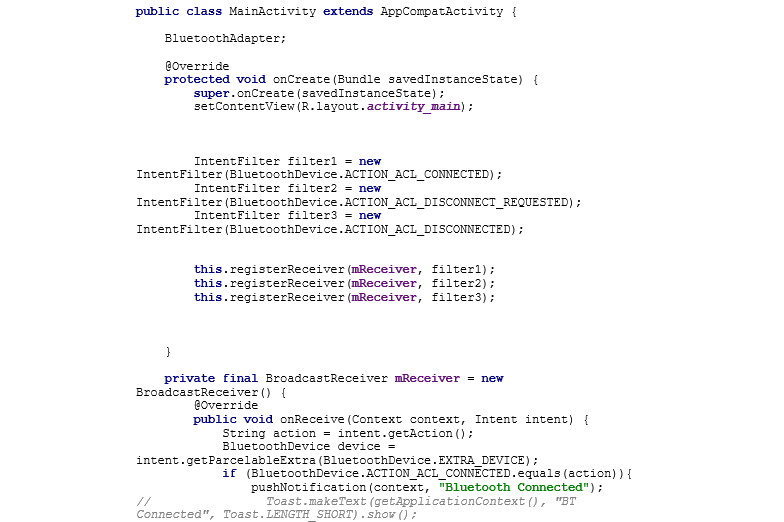 public class MainActivity extends AppCompatActivity {
BluetoothAdapter;
@Override
protected void onCreate(Bundle savedInstanceState) {
super.onCreate(savedInstanceState);
setContentView(R.layout.activity_main);
IntentFilter filter1 = new
IntentFilter(BluetoothDevice.ACTION_ACL_CONNECTED);
IntentFilter filter2 = new
IntentFilter(BluetoothDevice.ACTION_ACL_DISCONNECT_REQUESTED);
IntentFilter filter3 = new
IntentFilter(BluetoothDevice.ACTION_ACL_DISCONNECTED);
this.registerReceiver(mReceiver, filter1);
this.registerReceiver(mReceiver, filter2);
this.registerReceiver(mReceiver, filter3);
}
private final BroadcastReceiver mReceiver = new
BroadcastReceiver() {
@Override
public void onReceive(Context context, Intent intent) {
String action = intent.getAction();
BluetoothDevice device =
intent.getParcelableExtra(BluetoothDevice.EXTRA_DEVICE);
if (BluetoothDevice.ACTION_ACL_CONNECTED.equals(action)){
pushNotification(context, "Bluetooth Connected");
// Toast.makeText(getApplicationContext(), "BT
Connected", Toast.LENGTH_SHORT).show();